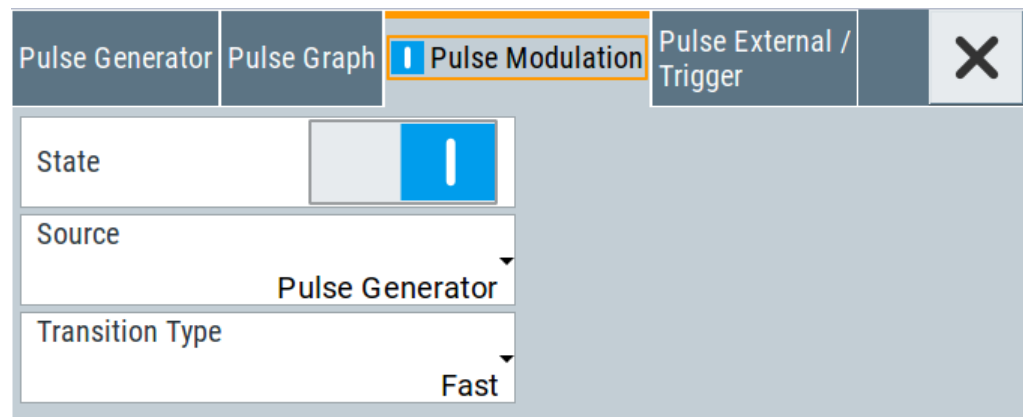 Pulse Generator
Pulse Graph
Pulse Modulation
Pulse External /
Trigger
State
Source
Pulse Generator
Transition Type
Fast